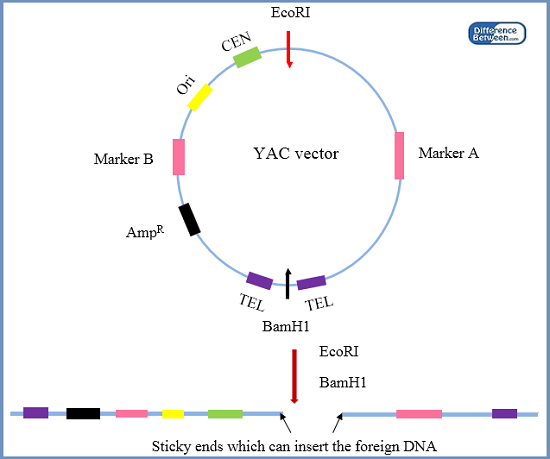 EcoRI
Difference
Between.com
CEN
Ori
Marker B
YAC vector
Marker A
Amp^R
TEL
TEL
BamH1
EcoRI
BamH1
Sticky ends which can insert the foreign DNA